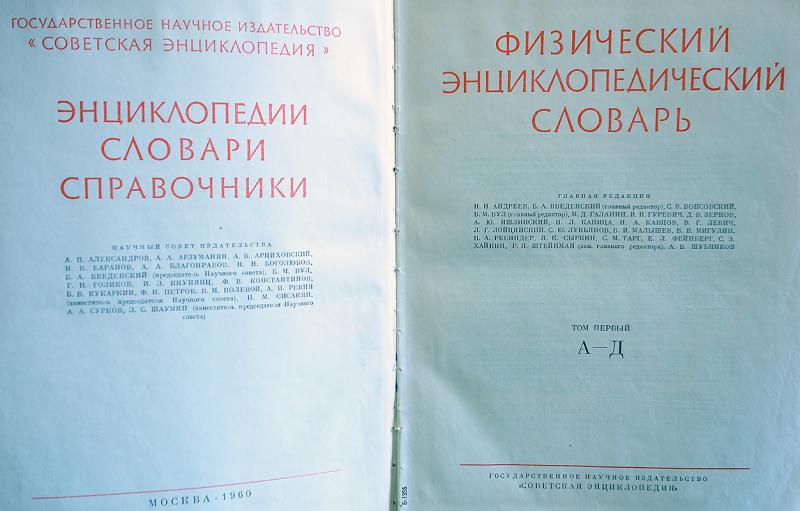 ГОСУДАРСТВЕННОЕ НАУЧНОЕ ИЗДАТЕЛЬСТВО
« СОВЕТСКАЯ ЭНЦИКЛОПЕДИЯ »
ЭНЦИКЛОПЕДИИ
СЛОВАРИ
СПРАВОЧНИКИ
НАУЧНЫЙ СОВЕТ ИЗДАТЕЛЬСТВА
А. П. АЛЕКСАНДРОВ, А. А. АРЗУМАНЯН, А. В. АРЦИХОВСКИЙ,
Н. В. БАРАНОВ, А. А. БЛАГОНРАВОВ, Н. Н. БОГОЛЮБОВ,
Б. А. ВВЕДЕНСКИЙ (председатель Научного совета), Б. М. ВУЛ,
Г. Н. ГОЛИКОВ, И. Л. КНУНЯНЦ, Ф. В. КОНСТАНТИНОВ,
Б. В. КУКАРКИН, Ф. Н. ПЕТРОВ, В. М. ПОЛЕВОЙ, А. И. РЕВИН
(заместитель председателя Научного совета), Н. М. СИСАКЯН,
А. А. СУРКОВ, Л. С. ШАУМЯН (заместитель председателя Научного
совета)
МОСКВА · 1960
ФИЗИЧЕСКИЙ
ЭНЦИКЛОПЕДИЧЕСКИЙ
СЛОВАРЬ
ГЛАВНАЯ РЕДАКЦИЯ
Н. Н. АНДРЕЕВ, Б. А. ВВЕДЕНСКИЙ (главный редактор), С. В. ВОНСОВСКИЙ,
Б. М. ВУЛ (главный редактор), М. Д. ГАЛАНИН, И. И. ГУРЕВИЧ, Д. В. ЗЕРНОВ,
А. Ю. ИШЛИНСКИЙ, П. Л. КАПИЦА, Н. А. КАПЦОВ, В. Г. ЛЕВИЧ,
Л. Г. ЛОЙЦЯНСКИЙ, С. Ю. ЛУКЬЯНОВ, В. И. МАЛЫШЕВ, В. В. МИГУЛИН,
П. А. РЕБИНДЕР, Я. К. СЫРКИН, С. М. ТАРГ, Е. Л. ФЕЙНБЕРГ, С. Э.
ХАЙКИН, Р. Я. ШТЕЙНМАН (зам. главного редактора), А. В. ШУБНИКОВ
ТОМ ПЕРВЫЙ
А—Д
ГОСУДАРСТВЕННОЕ НАУЧНОЕ ИЗДАТЕЛЬСТВО
«СОВЕТСКАЯ ЭНЦИКЛОПЕДИЯ»
Б-1255